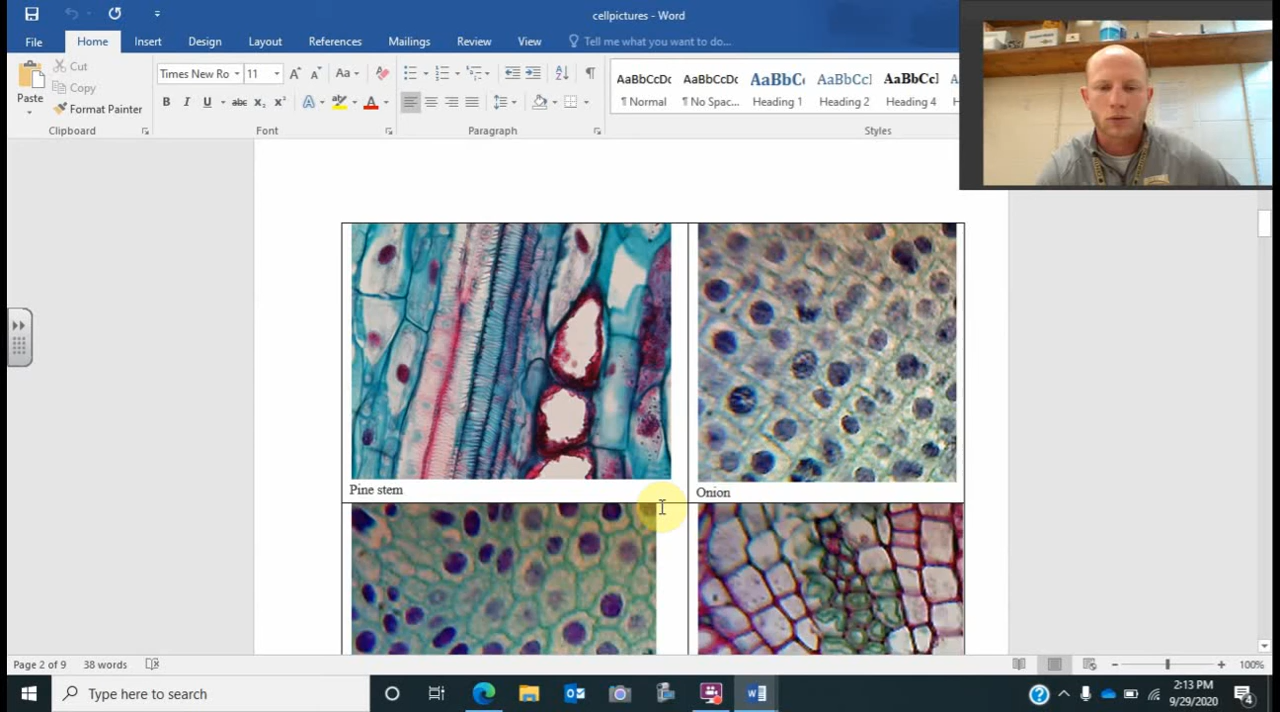 cellpictures - Word
File Home Insert Design Layout References Mailings Review View Tell me what you want to do...
Paste
Cut
Copy
Format Painter
Clipboard
Times New Ro 11
Font
Paragraph
AaBbCcDc AaBbCcDc AaBbC AaBbCcI AaBbCcI
¶ Normal ¶ No Spac... Heading 1 Heading 2 Heading 4
Styles
Pine stem
Onion
Page 2 of 9 38 words
100%
Type here to search
2:13 PM
9/29/2020
4